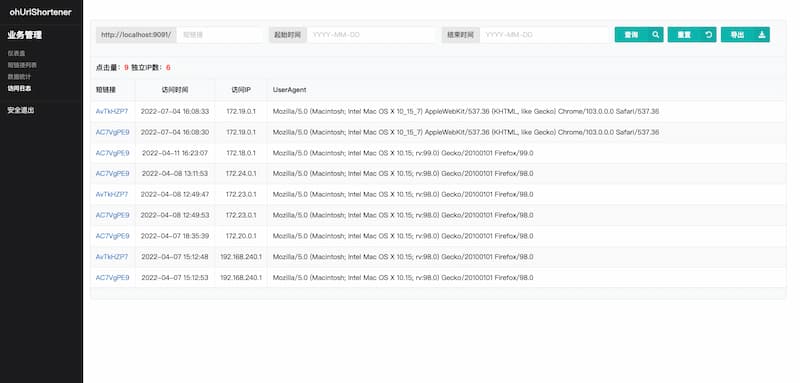 ohUrlShortener
业务管理
仪表盘
短链接列表
数据统计
访问日志
安全退出
http://localhost:9091/ 短链接 起始时间 YYYY-MM-DD 结束时间 YYYY-MM-DD 查询 重置 导出
点击量：9 独立IP数：6
短链接 访问时间 访问IP UserAgent
AvTkHZP7 2022-07-04 16:08:33 172.19.0.1 Mozilla/5.0 (Macintosh; Intel Mac OS X 10_15_7) AppleWebKit/537.36 (KHTML, like Gecko) Chrome/103.0.0.0 Safari/537.36
AC7VgPE9 2022-07-04 16:08:30 172.19.0.1 Mozilla/5.0 (Macintosh; Intel Mac OS X 10_15_7) AppleWebKit/537.36 (KHTML, like Gecko) Chrome/103.0.0.0 Safari/537.36
AC7VgPE9 2022-04-11 16:23:07 172.18.0.1 Mozilla/5.0 (Macintosh; Intel Mac OS X 10.15; rv:99.0) Gecko/20100101 Firefox/99.0
AC7VgPE9 2022-04-08 13:11:53 172.24.0.1 Mozilla/5.0 (Macintosh; Intel Mac OS X 10.15; rv:98.0) Gecko/20100101 Firefox/98.0
AvTkHZP7 2022-04-08 12:49:47 172.23.0.1 Mozilla/5.0 (Macintosh; Intel Mac OS X 10.15; rv:98.0) Gecko/20100101 Firefox/98.0
AC7VgPE9 2022-04-08 12:49:53 172.23.0.1 Mozilla/5.0 (Macintosh; Intel Mac OS X 10.15; rv:98.0) Gecko/20100101 Firefox/98.0
AC7VgPE9 2022-04-07 18:35:39 172.20.0.1 Mozilla/5.0 (Macintosh; Intel Mac OS X 10.15; rv:98.0) Gecko/20100101 Firefox/98.0
AvTkHZP7 2022-04-07 15:12:48 192.168.240.1 Mozilla/5.0 (Macintosh; Intel Mac OS X 10.15; rv:98.0) Gecko/20100101 Firefox/98.0
AC7VgPE9 2022-04-07 15:12:53 192.168.240.1 Mozilla/5.0 (Macintosh; Intel Mac OS X 10.15; rv:98.0) Gecko/20100101 Firefox/98.0